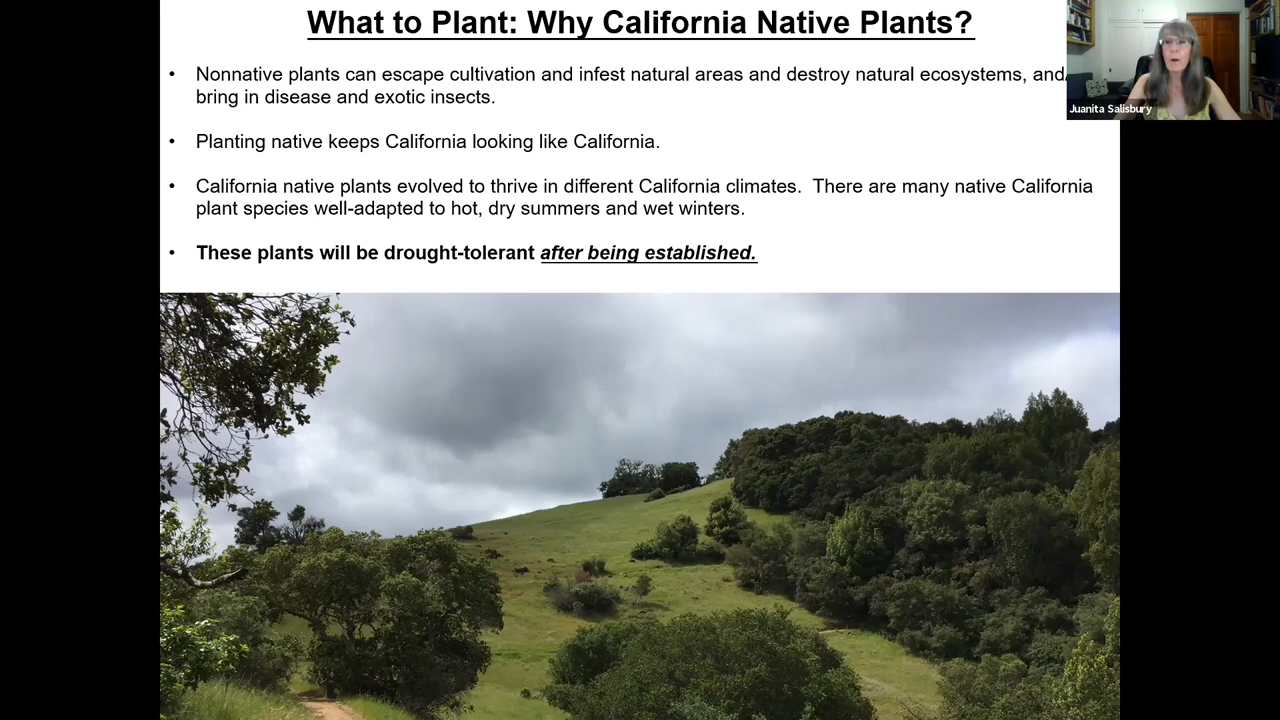 What to Plant: Why California Native Plants?
• Nonnative plants can escape cultivation and infest natural areas and destroy natural ecosystems, and/
bring in disease and exotic insects.
Juanita Salisbury
• Planting native keeps California looking like California.
• California native plants evolved to thrive in different California climates.  There are many native California
plant species well-adapted to hot, dry summers and wet winters.
• These plants will be drought-tolerant after being established.